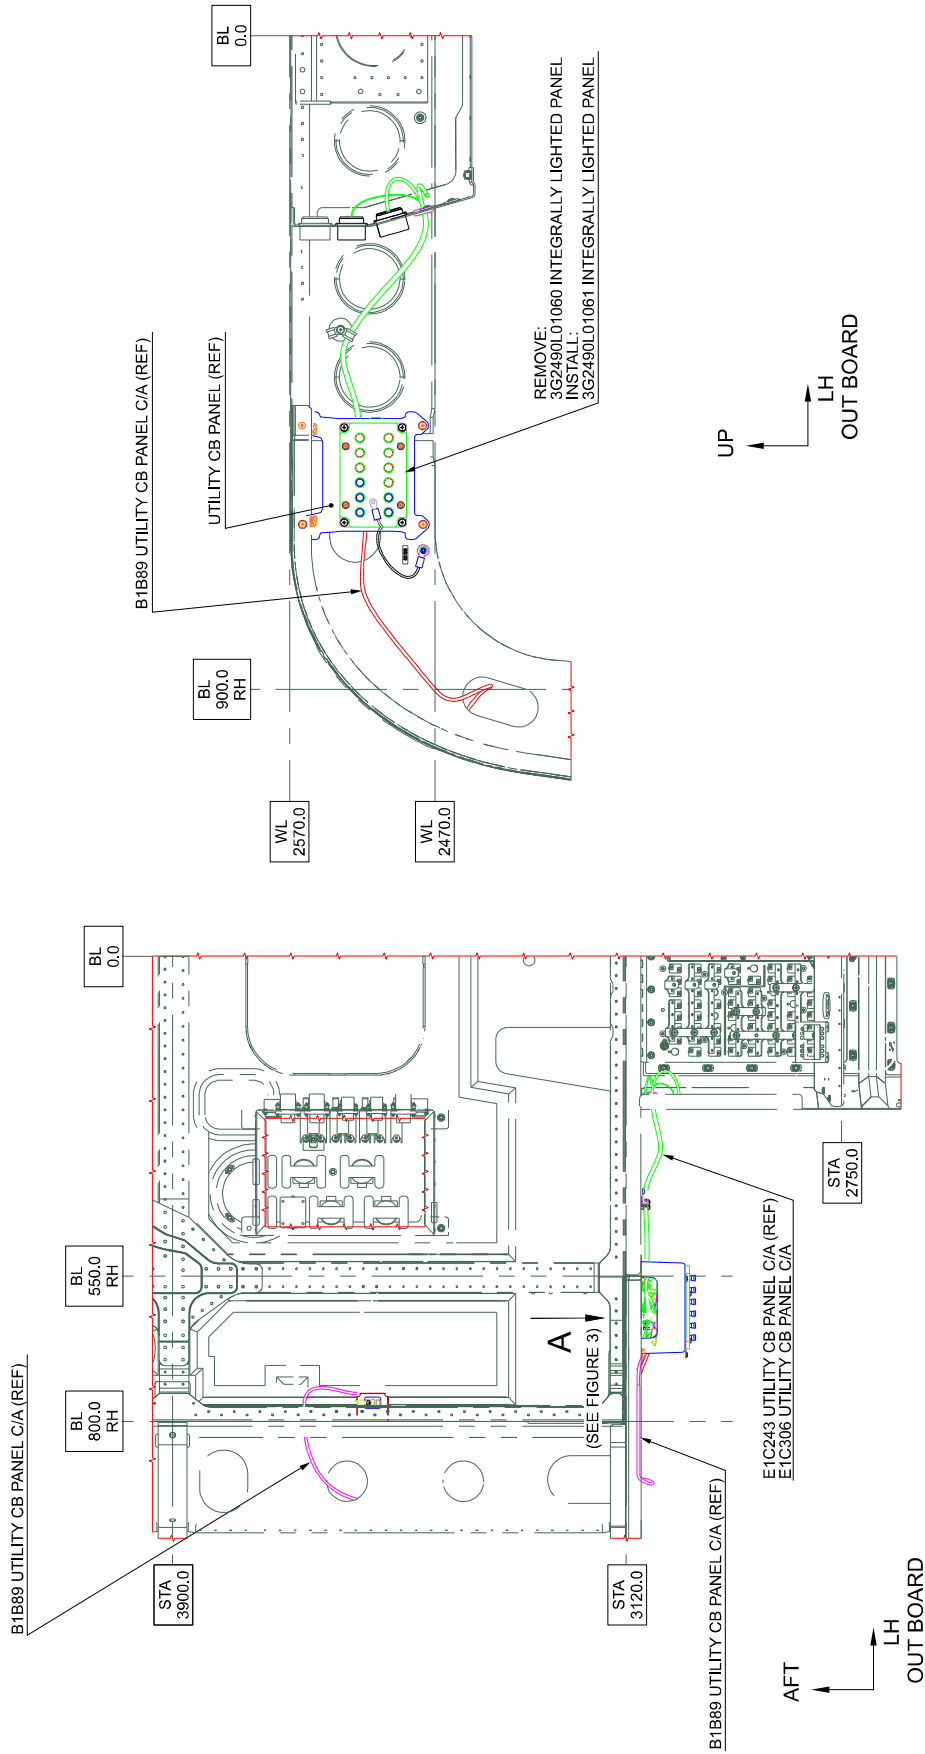 BL
0.0
B1B89 UTILITY CB PANEL C/A (REF)
UTILITY CB PANEL (REF)
REMOVE:
3G2490L01060 INTEGRALLY LIGHTED PANEL
INSTALL:
3G2490L01061 INTEGRALLY LIGHTED PANEL
BL
900.0
RH
WL
2570.0
WL
2470.0
UP
LH
OUT BOARD
BL
0.0
BL
550.0
RH
BL
800.0
RH
B1B89 UTILITY CB PANEL C/A (REF)
STA
3900.0
STA
3120.0
STA
2750.0
A
(SEE FIGURE 3)
E1C243 UTILITY CB PANEL C/A (REF)
E1C306 UTILITY CB PANEL C/A
B1B89 UTILITY CB PANEL C/A (REF)
AFT
LH
OUT BOARD